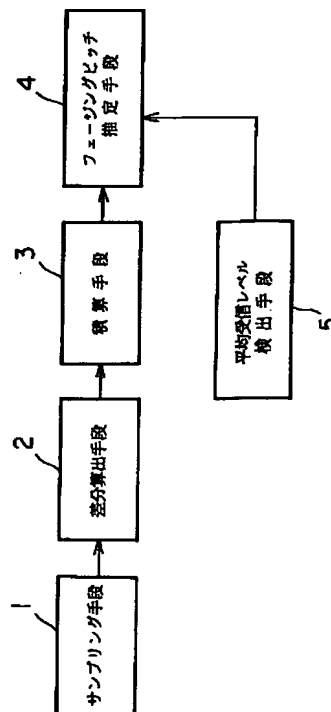 1
サンプリング手段
2
差分算出手段
3
積算手段
4
フェージングピッチ
推定手段
5
平均受信レベル
検出手段